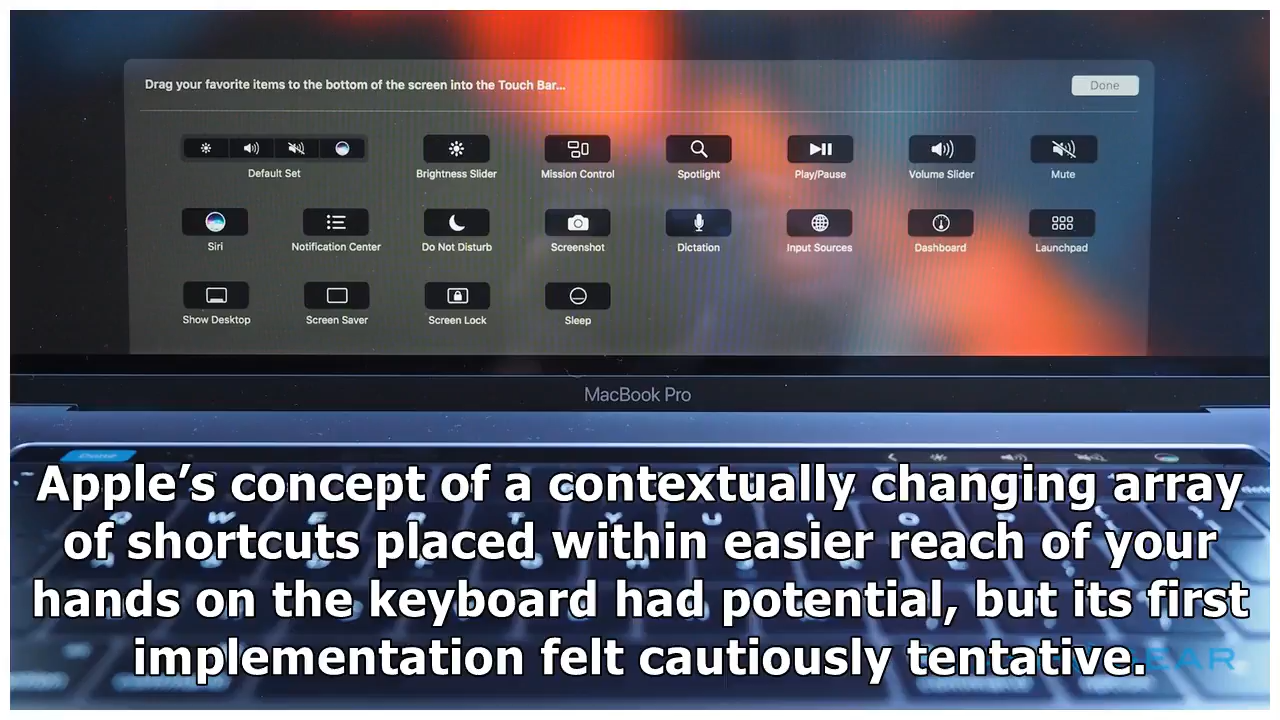 Drag your favorite items to the bottom of the screen into the Touch Bar...
Done
Default Set
Brightness Slider
Mission Control
Spotlight
Play/Pause
Volume Slider
Mute
Siri
Notification Center
Do Not Disturb
Screenshot
Dictation
Input Sources
Dashboard
Launchpad
Show Desktop
Screen Saver
Screen Lock
Sleep
MacBook Pro
Apple’s concept of a contextually changing array
of shortcuts placed within easier reach of your
hands on the keyboard had potential, but its first
implementation felt cautiously tentative.